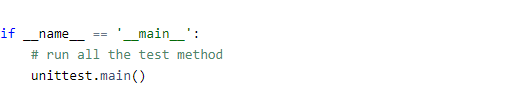 if __name__ == '__main__':
    # run all the test method
    unittest.main()